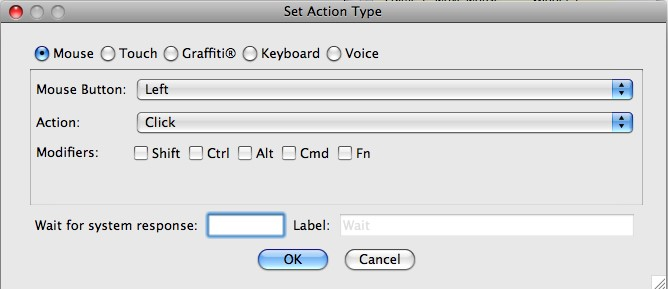 Set Action Type
Mouse Touch Graffiti® Keyboard Voice
Mouse Button: Left
Action: Click
Modifiers: Shift Ctrl Alt Cmd Fn
Wait for system response: Label: Wait
OK Cancel